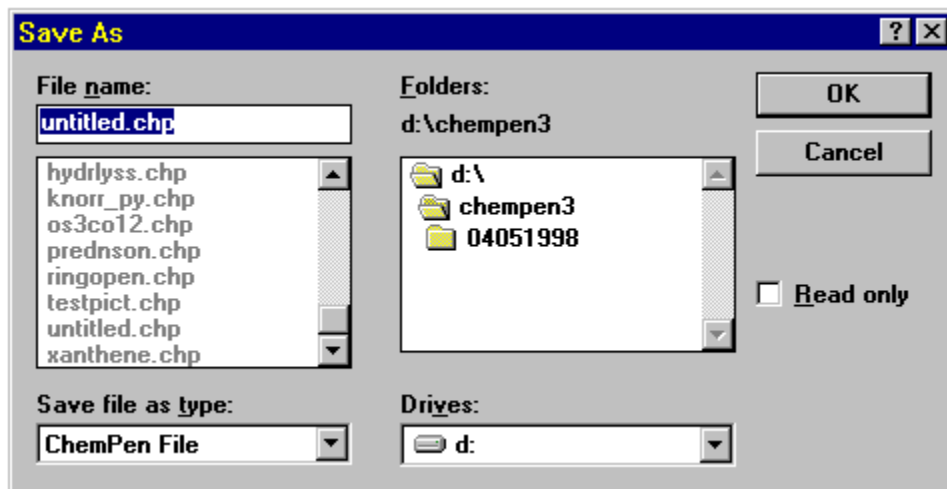 Save As
File name:
untitled.chp
hydrlyss.chp
knorr_py.chp
os3co12.chp
prednson.chp
ringopen.chp
testpict.chp
untitled.chp
xanthene.chp
Save file as type:
ChemPen File
Folders:
d:\chempen3
d:\
chempen3
04051998
Drives:
d:
OK
Cancel
Read only